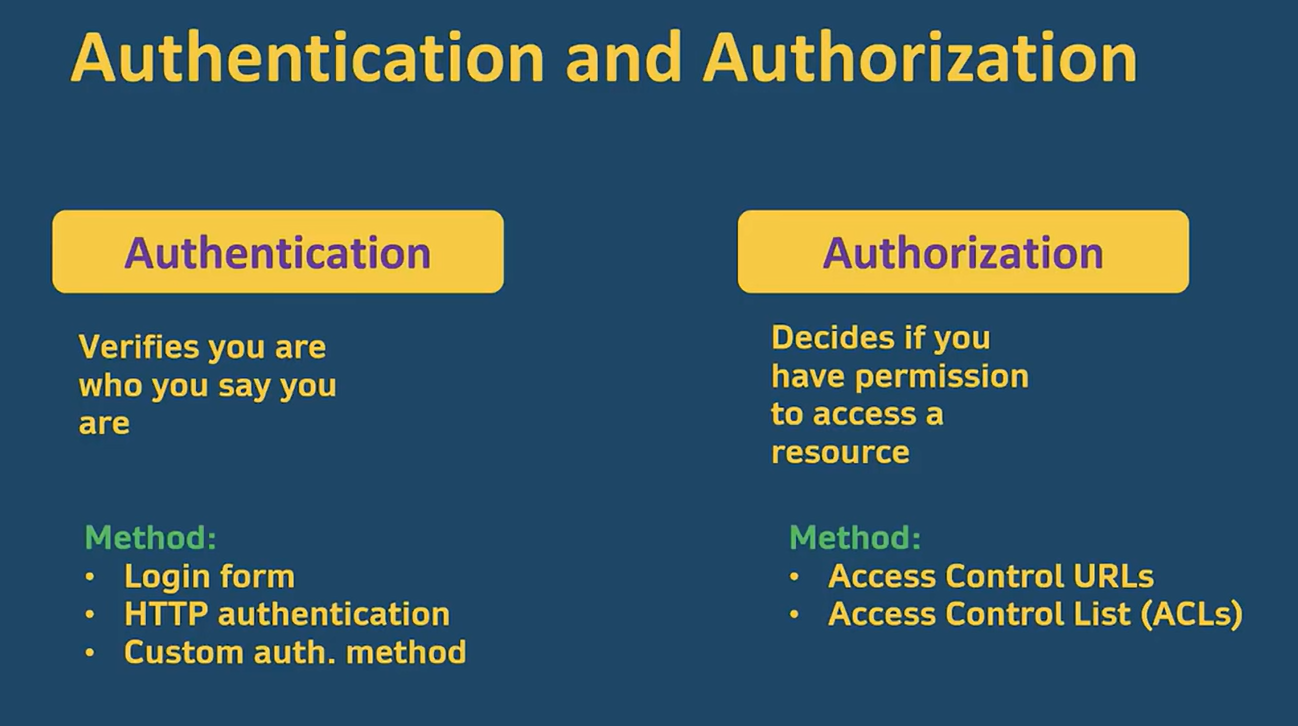 Authentication and Authorization
Authentication
Verifies you are
who you say you
are
Method:
• Login form
• HTTP authentication
• Custom auth. method
Authorization
Decides if you
have permission
to access a
resource
Method:
• Access Control URLs
• Access Control List (ACLs)